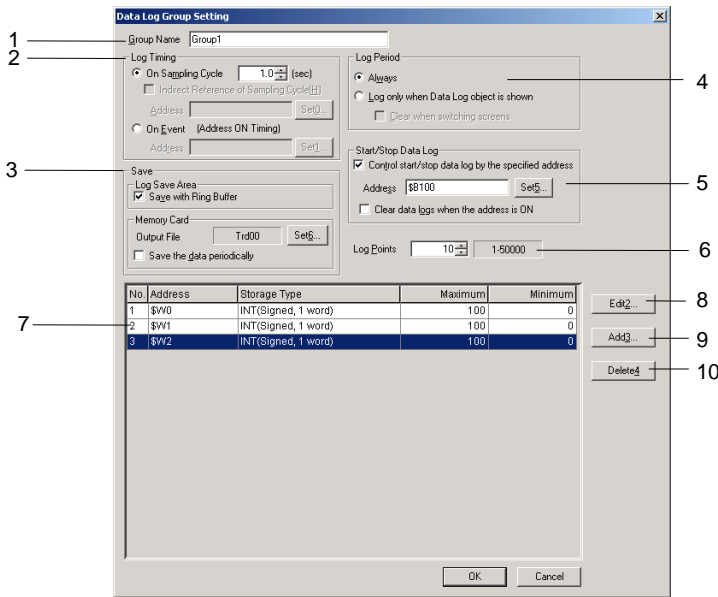 Data Log Group Setting
1
Group Name
Group1
2
Log Timing
On Sampling Cycle
1.0
(sec)
Indirect Reference of Sampling Cycle(H)
Address
Set0...
On Event (Address ON Timing)
Address
Set1...
Log Period
Always
4
Log only when Data Log object is shown
Clear when switching screens
3
Save
Log Save Area
Save with Ring Buffer
Memory Card
Output File
Trd00
Set6...
Save the data periodically
Start/Stop Data Log
Control start/stop data log by the specified address
Address
$B100
Set5...
5
Clear data logs when the address is ON
Log Points
10
1-50000
6
No. Address Storage Type Maximum Minimum
1 $W0 INT(Signed, 1 word) 100 0
2 $W1 INT(Signed, 1 word) 100 0
3 $W2 INT(Signed, 1 word) 100 0
7
Edit2...
8
Add3...
9
Delete4
10
OK
Cancel